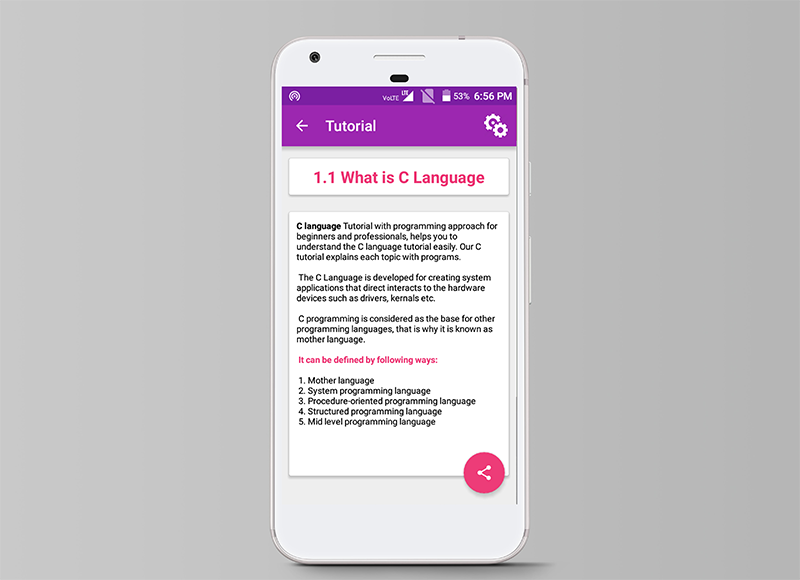 VoLTE LTE 53% 6:56 PM
Tutorial
1.1 What is C Language
C language Tutorial with programming approach for
beginners and professionals, helps you to
understand the C language tutorial easily. Our C
tutorial explains each topic with programs.
The C Language is developed for creating system
applications that direct interacts to the hardware
devices such as drivers, kernals etc.
C programming is considered as the base for other
programming languages, that is why it is known as
mother language.
It can be defined by following ways:
1. Mother language
2. System programming language
3. Procedure-oriented programming language
4. Structured programming language
5. Mid level programming language